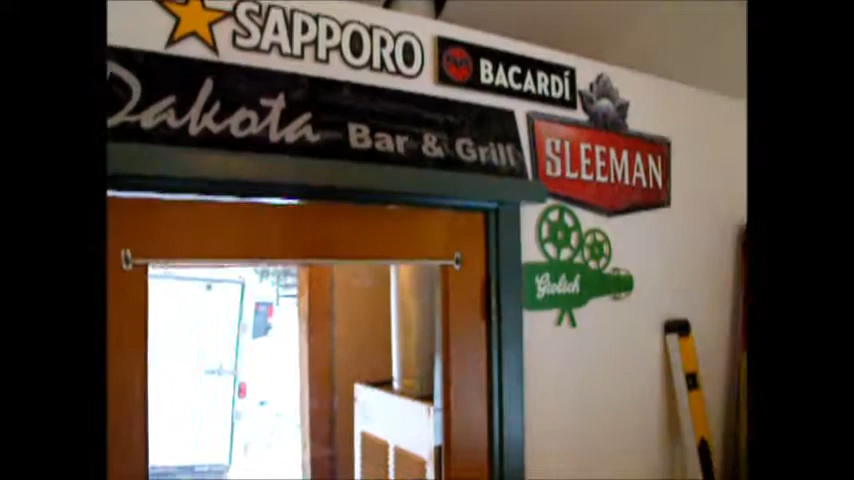 SAPPORO
BACARDÍ
Dakota Bar & Grill
SLEEMAN
Grolsch